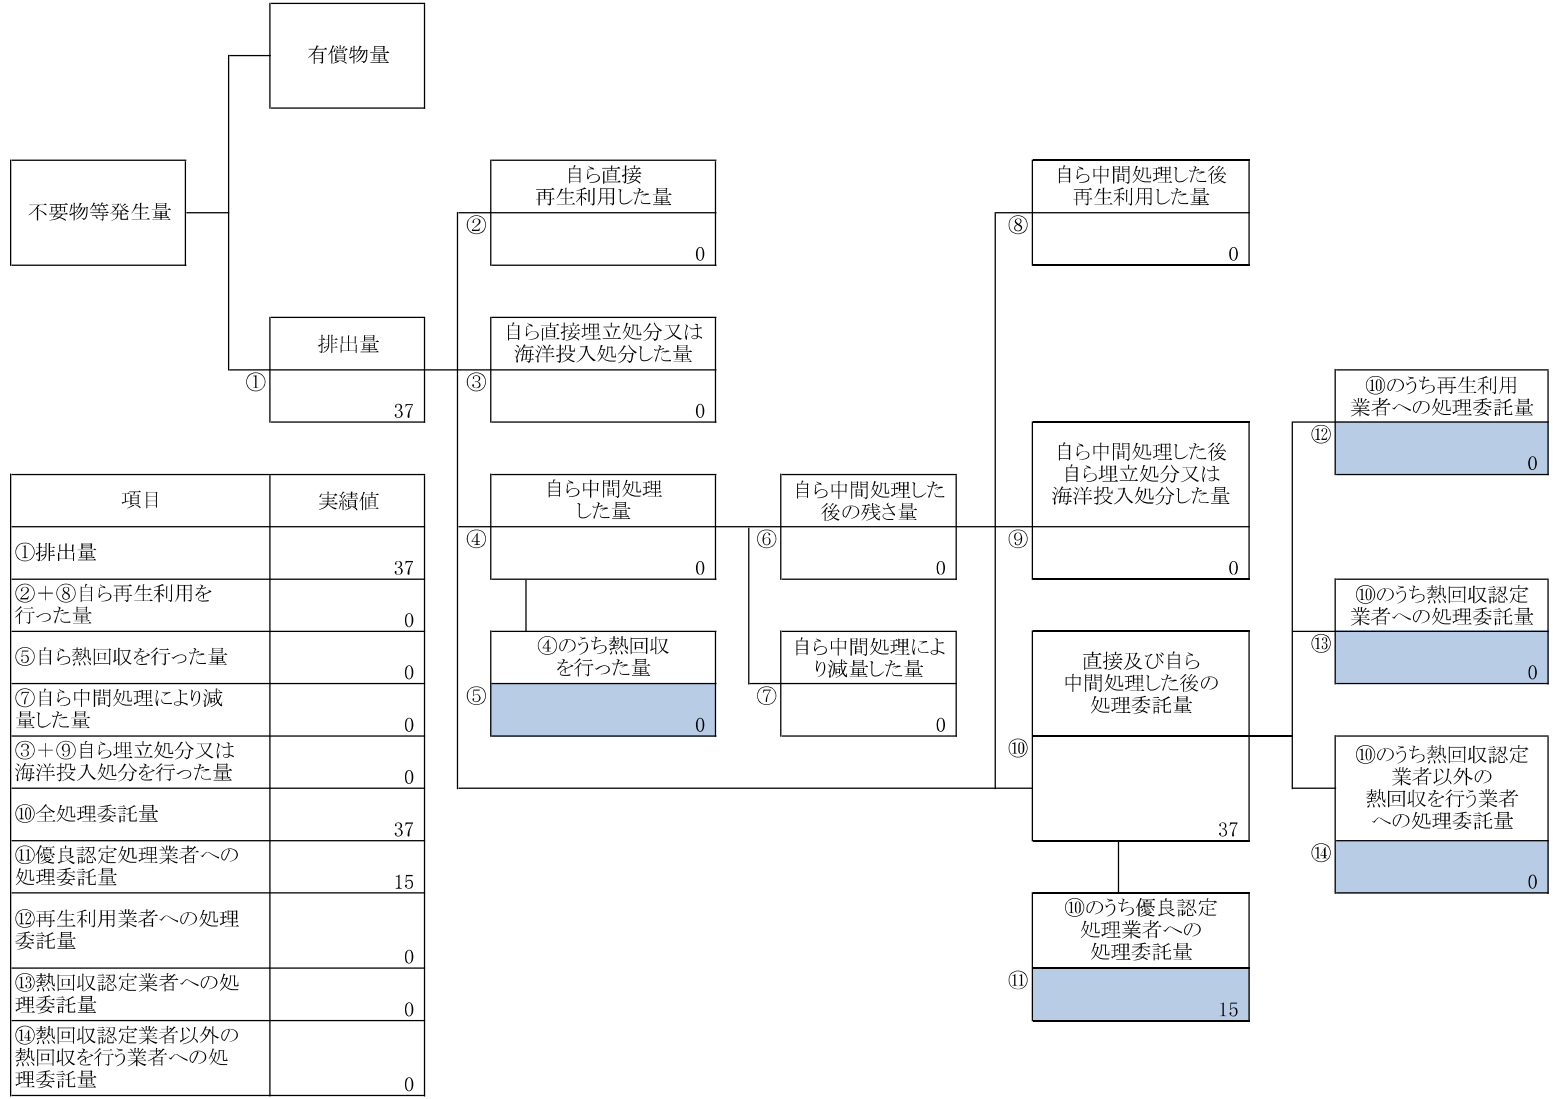 有償物量
不要物等発生量
排出量
①
37
自ら直接
再生利用した量
②
0
自ら直接埋立処分又は
海洋投入処分した量
③
0
自ら中間処理
した量
④
0
④のうち熱回収
を行った量
⑤
0
自ら中間処理した
後の残さ量
⑥
0
自ら中間処理によ
り減量した量
⑦
0
自ら中間処理した後
再生利用した量
⑧
0
自ら中間処理した後
自ら埋立処分又は
海洋投入処分した量
⑨
0
直接及び自ら
中間処理した後の
処理委託量
⑩
37
⑩のうち優良認定
処理業者への
処理委託量
⑪
15
⑩のうち再生利用
業者への処理委託量
⑫
0
⑩のうち熱回収認定
業者への処理委託量
⑬
0
⑩のうち熱回収認定
業者以外の
熱回収を行う業者
への処理委託量
⑭
0
項目 実績値
①排出量
37
②＋⑧自ら再生利用を
行った量
0
⑤自ら熱回収を行った量
0
⑦自ら中間処理により減
量した量
0
③＋⑨自ら埋立処分又は
海洋投入処分を行った量
0
⑩全処理委託量
37
⑪優良認定処理業者への
処理委託量
15
⑫再生利用業者への処理
委託量
0
⑬熱回収認定業者への処
理委託量
0
⑭熱回収認定業者以外の
熱回収を行う業者への処
理委託量
0